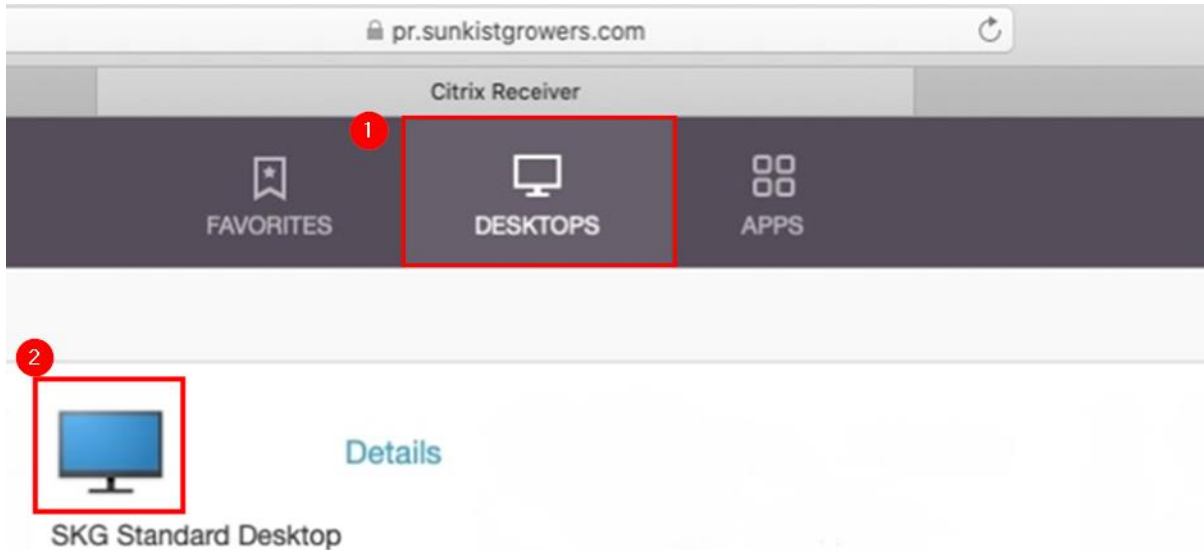 pr.sunkistgrowers.com
Citrix Receiver
1
FAVORITES DESKTOPS APPS
2
Details
SKG Standard Desktop